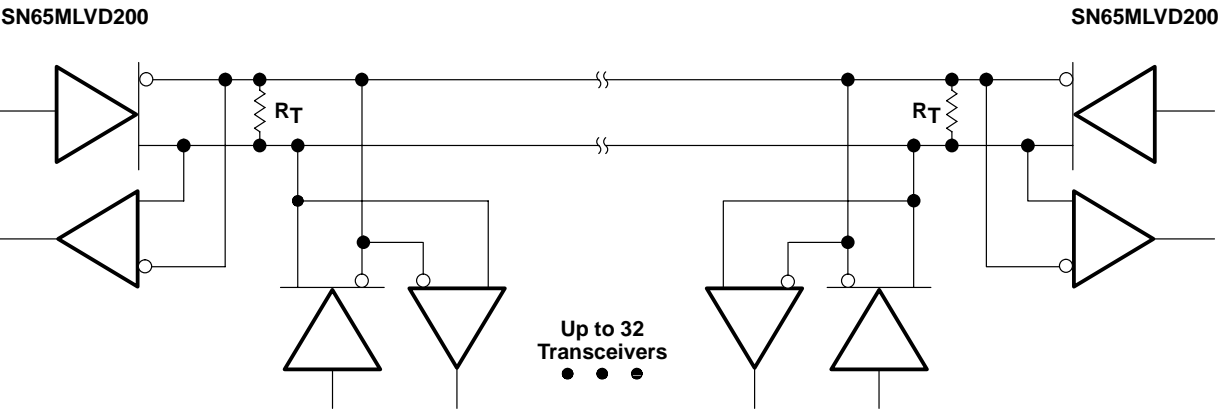 SN65MLVD200
SN65MLVD200
RT
RT
Up to 32
Transceivers